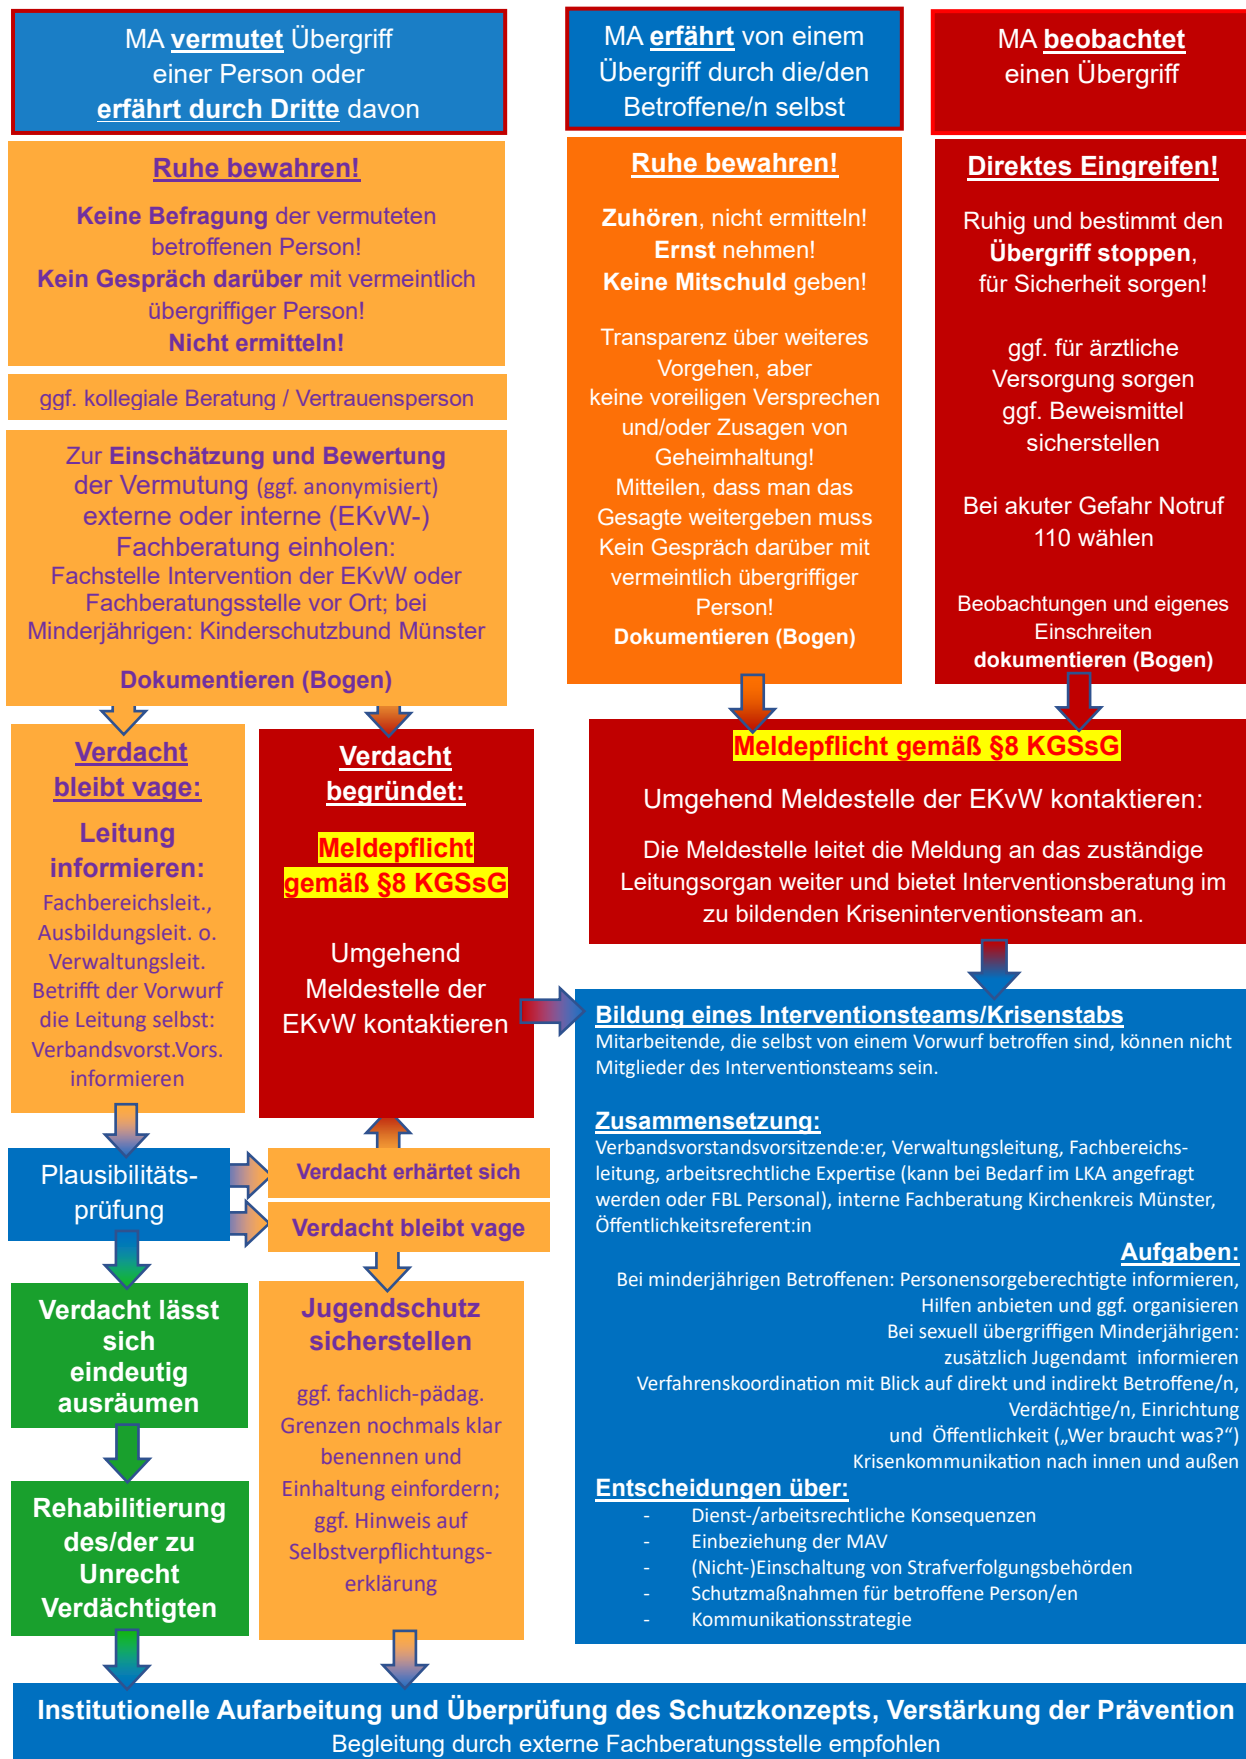 MA vermutet Übergriff
einer Person oder
erfährt durch Dritte davon
Ruhe bewahren!
Keine Befragung der vermuteten
betroffenen Person!
Kein Gespräch darüber mit vermeintlich
übergriffiger Person!
Nicht ermitteln!
ggf. kollegiale Beratung / Vertrauensperson
Zur Einschätzung und Bewertung
der Vermutung (ggf. anonymisiert)
externe oder interne (EKvW-)
Fachberatung einholen:
Fachstelle Intervention der EKvW oder
Fachberatungsstelle vor Ort; bei
Minderjährigen: Kinderschutzbund Münster
Dokumentieren (Bogen)
MA erfährt von einem
Übergriff durch die/den
Betroffene/n selbst
Ruhe bewahren!
Zuhören, nicht ermitteln!
Ernst nehmen!
Keine Mitschuld geben!
Transparenz über weiteres
Vorgehen, aber
keine voreiligen Versprechen
und/oder Zusagen von
Geheimhaltung!
Mitteilen, dass man das
Gesagte weitergeben muss
Kein Gespräch darüber mit
vermeintlich übergriffiger
Person!
Dokumentieren (Bogen)
MA beobachtet
einen Übergriff
Direktes Eingreifen!
Ruhig und bestimmt den
Übergriff stoppen,
für Sicherheit sorgen!
ggf. für ärztliche
Versorgung sorgen
ggf. Beweismittel
sicherstellen
Bei akuter Gefahr Notruf
110 wählen
Beobachtungen und eigenes
Einschreiten
dokumentieren (Bogen)
Verdacht
bleibt vage:
Leitung
informieren:
Fachbereichsleit.,
Ausbildungsleit. o.
Verwaltungsleit.
Betrifft der Vorwurf
die Leitung selbst:
Verbandsvorst.Vors.
informieren
Verdacht
begründet:
Meldepflicht
gemäß §8 KGSsG
Umgehend
Meldestelle der
EKvW kontaktieren
Meldepflicht gemäß §8 KGSsG
Umgehend Meldestelle der EKvW kontaktieren:
Die Meldestelle leitet die Meldung an das zuständige
Leitungsorgan weiter und bietet Interventionsberatung im
zu bildenden Kriseninterventionsteam an.
Plausibilitäts-
prüfung
Verdacht erhärtet sich
Verdacht bleibt vage
Verdacht lässt
sich
eindeutig
ausräumen
Rehabilitierung
des/der zu
Unrecht
Verdächtigten
Jugendschutz
sicherstellen
ggf. fachlich-pädag.
Grenzen nochmals klar
benennen und
Einhaltung einfordern;
ggf. Hinweis auf
Selbstverpflichtungs-
erklärung
Bildung eines Interventionsteams/Krisenstabs
Mitarbeitende, die selbst von einem Vorwurf betroffen sind, können nicht
Mitglieder des Interventionsteams sein.
Zusammensetzung:
Verbandsvorstandsvorsitzende:er, Verwaltungsleitung, Fachbereichs-
leitung, arbeitsrechtliche Expertise (kann bei Bedarf im LKA angefragt
werden oder FBL Personal), interne Fachberatung Kirchenkreis Münster,
Öffentlichkeitsreferent:in
Aufgaben:
Bei minderjährigen Betroffenen: Personensorgeberechtigte informieren,
Hilfen anbieten und ggf. organisieren
Bei sexuell übergriffigen Minderjährigen:
zusätzlich Jugendamt informieren
Verfahrenskoordination mit Blick auf direkt und indirekt Betroffene/n,
Verdächtige/n, Einrichtung
und Öffentlichkeit („Wer braucht was?“)
Krisenkommunikation nach innen und außen
Entscheidungen über:
- Dienst-/arbeitsrechtliche Konsequenzen
- Einbeziehung der MAV
- (Nicht-)Einschaltung von Strafverfolgungsbehörden
- Schutzmaßnahmen für betroffene Person/en
- Kommunikationsstrategie
Institutionelle Aufarbeitung und Überprüfung des Schutzkonzepts, Verstärkung der Prävention
Begleitung durch externe Fachberatungsstelle empfohlen